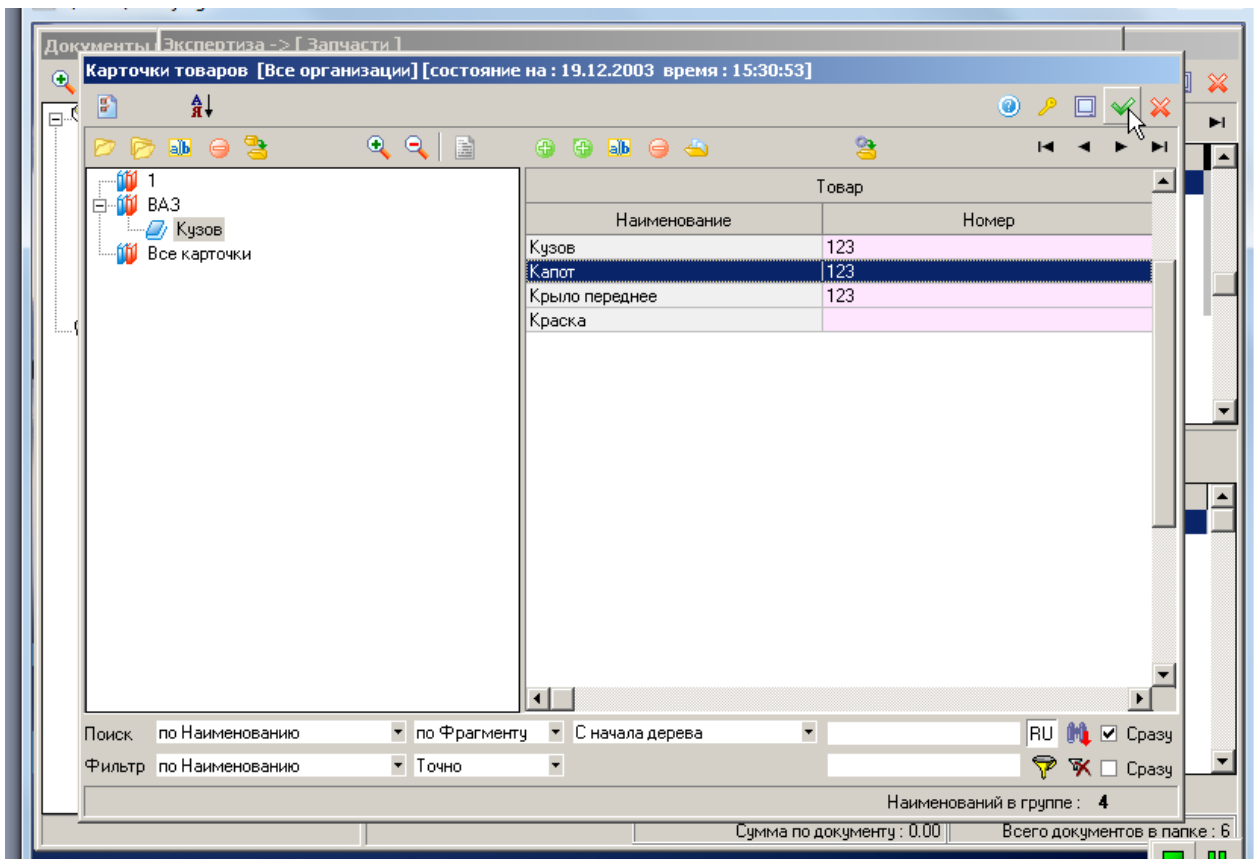 Документы
Экспертиза -> [ Запчасти ]
Карточки товаров [Все организации] [состояние на : 19.12.2003 время : 15:30:53]
1
ВАЗ
Кузов
Все карточки
Товар
Наименование Номер
Кузов 123
Капот 123
Крыло переднее 123
Краска
Поиск по Наименованию по Фрагменту С начала дерева RU Сразу
Фильтр по Наименованию Точно Сразу
Наименований в группе : 4
Сумма по документу : 0.00 Всего документов в папке : 6